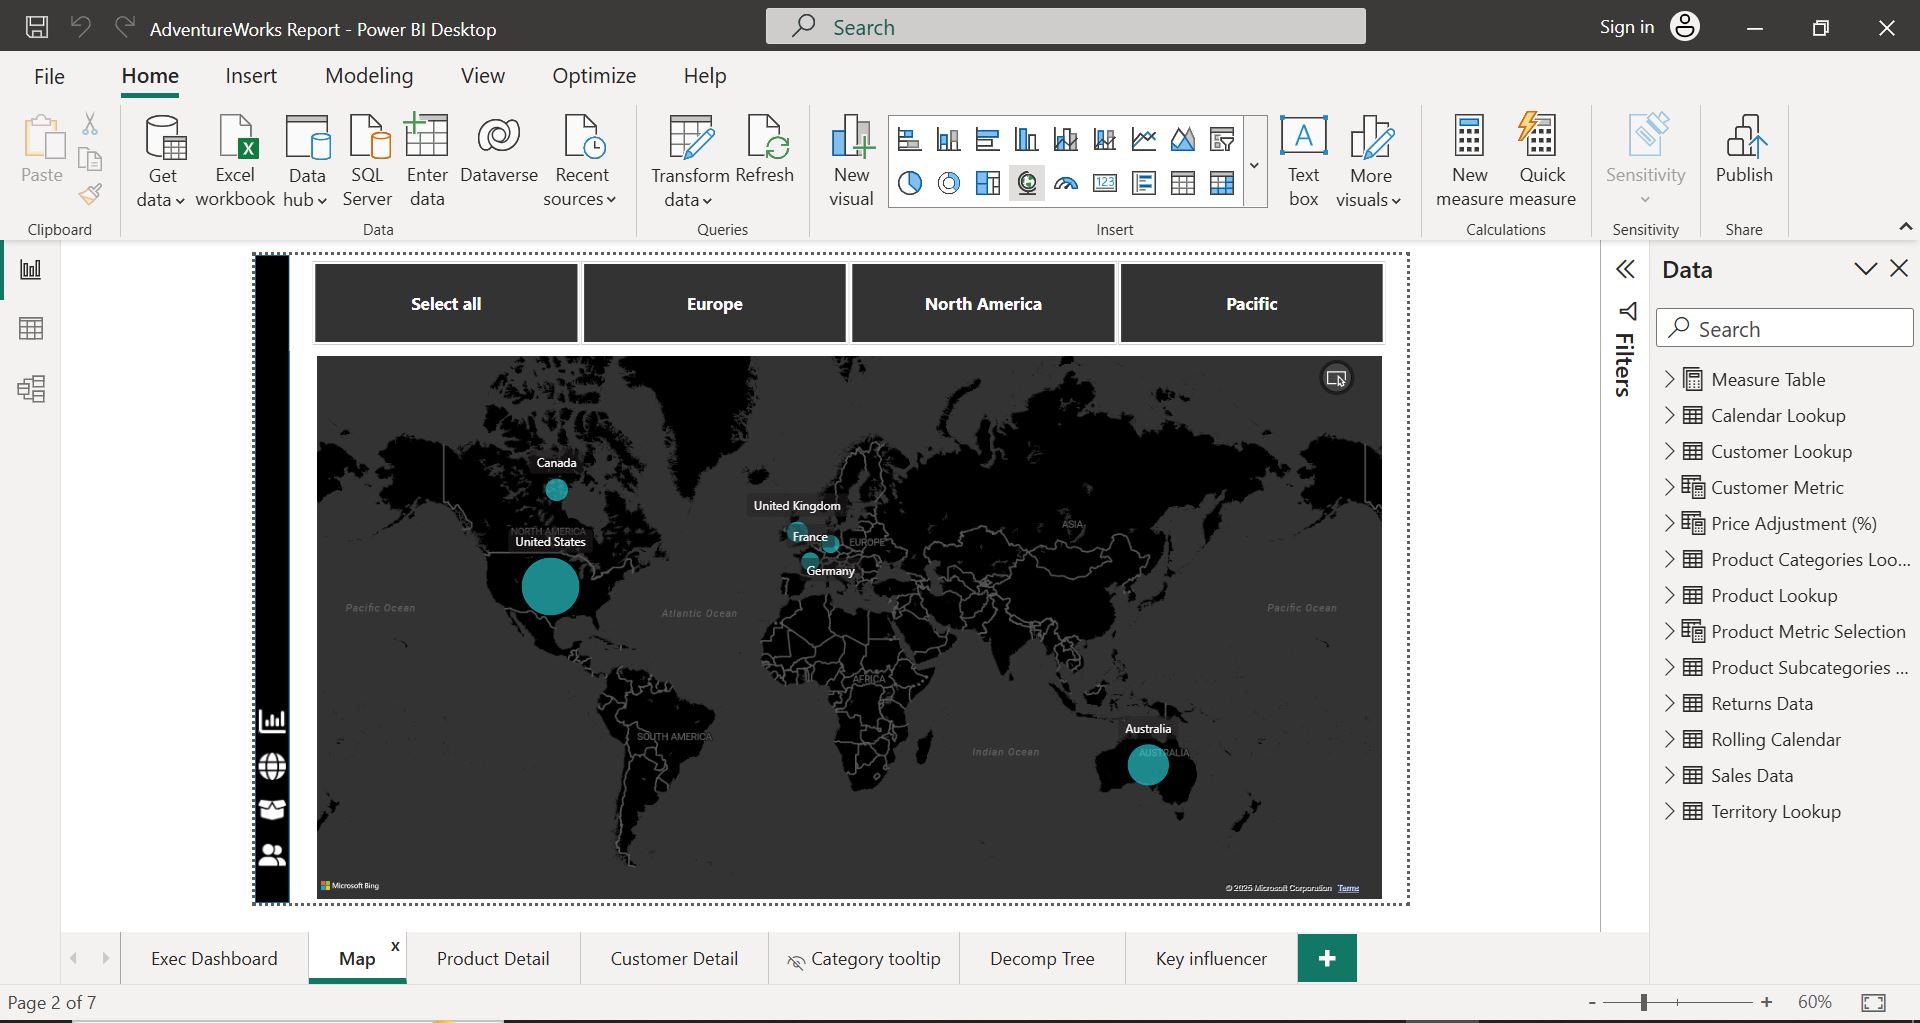 AdventureWorks Report - Power BI Desktop
Search
Sign in
File
Home
Insert
Modeling
View
Optimize
Help
Paste
Get data
Excel workbook
Data hub
SQL Server
Enter data
Dataverse
Recent sources
Transform data
Refresh
New visual
123
A
Text box
More visuals
New measure
Quick measure
Sensitivity
Publish
Clipboard
Data
Queries
Insert
Calculations
Sensitivity
Share
Select all
Europe
North America
Pacific
Canada
NORTH AMERICA
United States
United Kingdom
France
EUROPE
Germany
ASIA
Pacific Ocean
Atlantic Ocean
Pacific Ocean
AFRICA
SOUTH AMERICA
Indian Ocean
Australia
AUSTRALIA
Microsoft Bing
© 2025 Microsoft Corporation Terms
Filters
Data
Search
Measure Table
Calendar Lookup
Customer Lookup
Customer Metric
Price Adjustment (%)
Product Categories Loo...
Product Lookup
Product Metric Selection
Product Subcategories ...
Returns Data
Rolling Calendar
Sales Data
Territory Lookup
Exec Dashboard
Map
x
Product Detail
Customer Detail
Category tooltip
Decomp Tree
Key influencer
+
Page 2 of 7
- + 60%